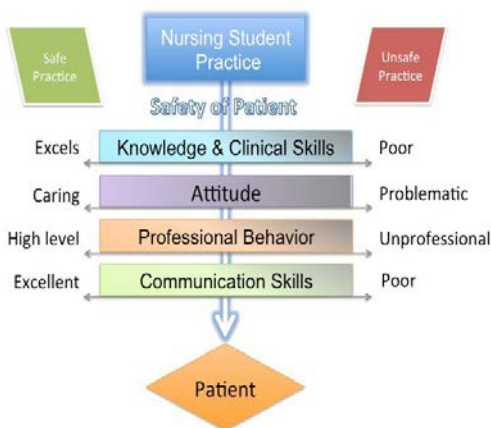 Safe
Practice
Nursing Student
Practice
Unsafe
Practice
Safety of Patient
Excels
Knowledge & Clinical Skills
Poor
Caring
Attitude
Problematic
High level
Professional Behavior
Unprofessional
Excellent
Communication Skills
Poor
Patient